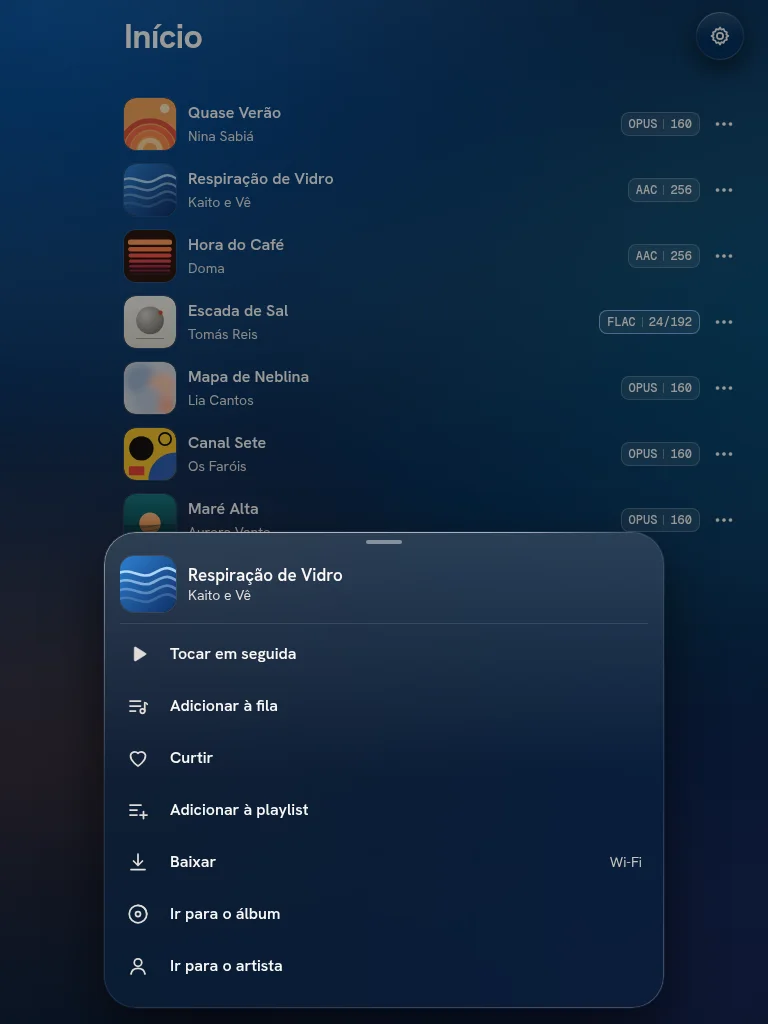 Início
Quase Verão
Nina Sabiá
OPUS | 160
Respiração de Vidro
Kaito e Vê
AAC | 256
Hora do Café
Doma
AAC | 256
Escada de Sal
Tomás Reis
FLAC | 24/192
Mapa de Neblina
Lia Cantos
OPUS | 160
Canal Sete
Os Faróis
OPUS | 160
Maré Alta
OPUS | 160
Respiração de Vidro
Kaito e Vê
Tocar em seguida
Adicionar à fila
Curtir
Adicionar à playlist
Baixar
Wi-Fi
Ir para o álbum
Ir para o artista